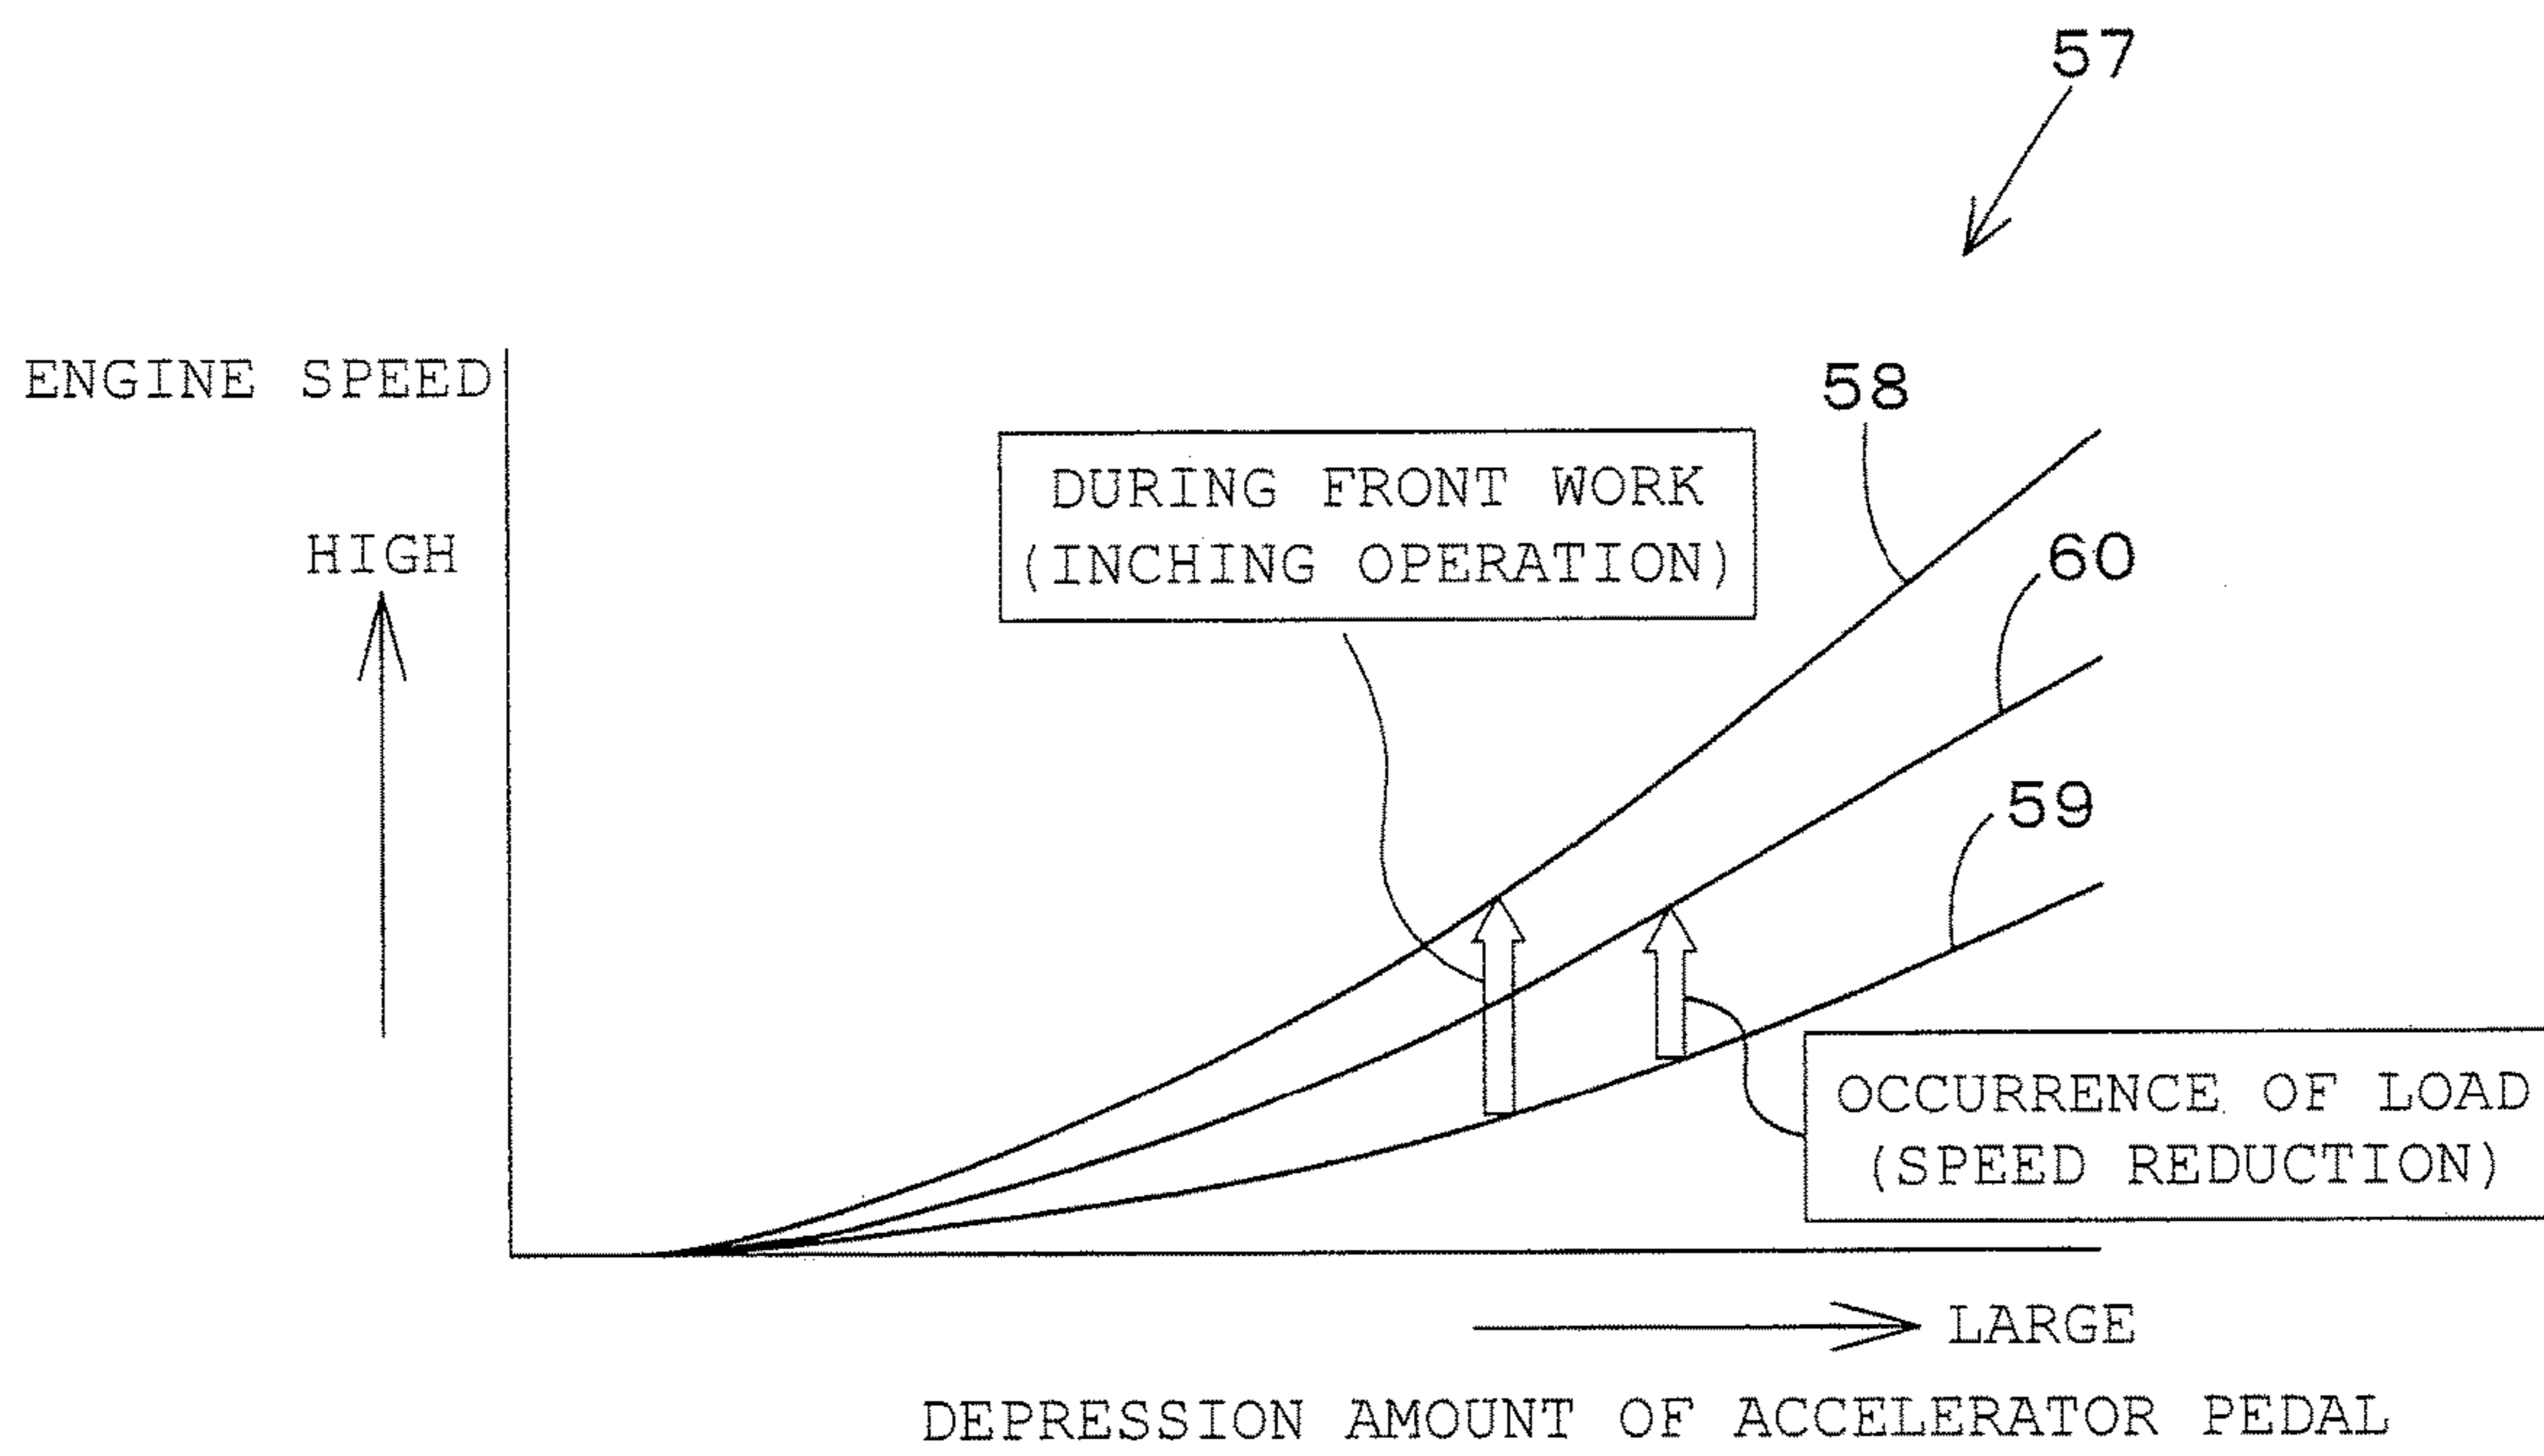 57
ENGINE SPEED
58
DURING FRONT WORK
(INCHING OPERATION)
HIGH
60
59
OCCURRENCE OF LOAD
(SPEED REDUCTION)
LARGE
DEPRESSION AMOUNT OF ACCELERATOR PEDAL